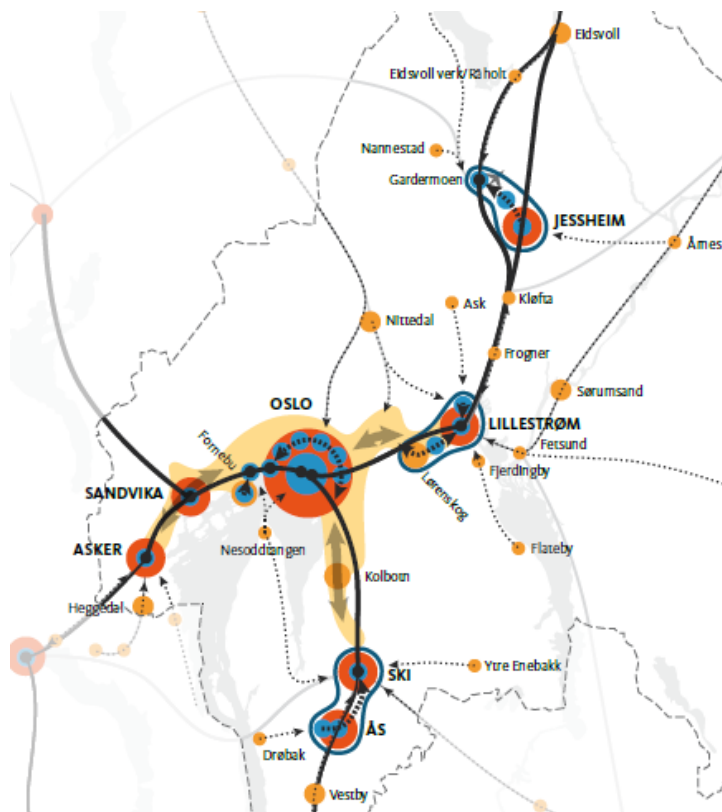 Eidsvoll
Eidsvoll verk/Råholt
Nannestad
Gardermoen
JESSHEIM
Årnes
Kløfta
Ask
Nittedal
Frogner
Sørumsand
OSLO
LILLESTRØM
Fetsund
Fornebu
Fjerdingby
Lørenskog
SANDVIKA
ASKER
Nesoddtangen
Flateby
Kolbotn
Heggedal
SKI
Ytre Enebakk
ÅS
Drøbak
Vestby